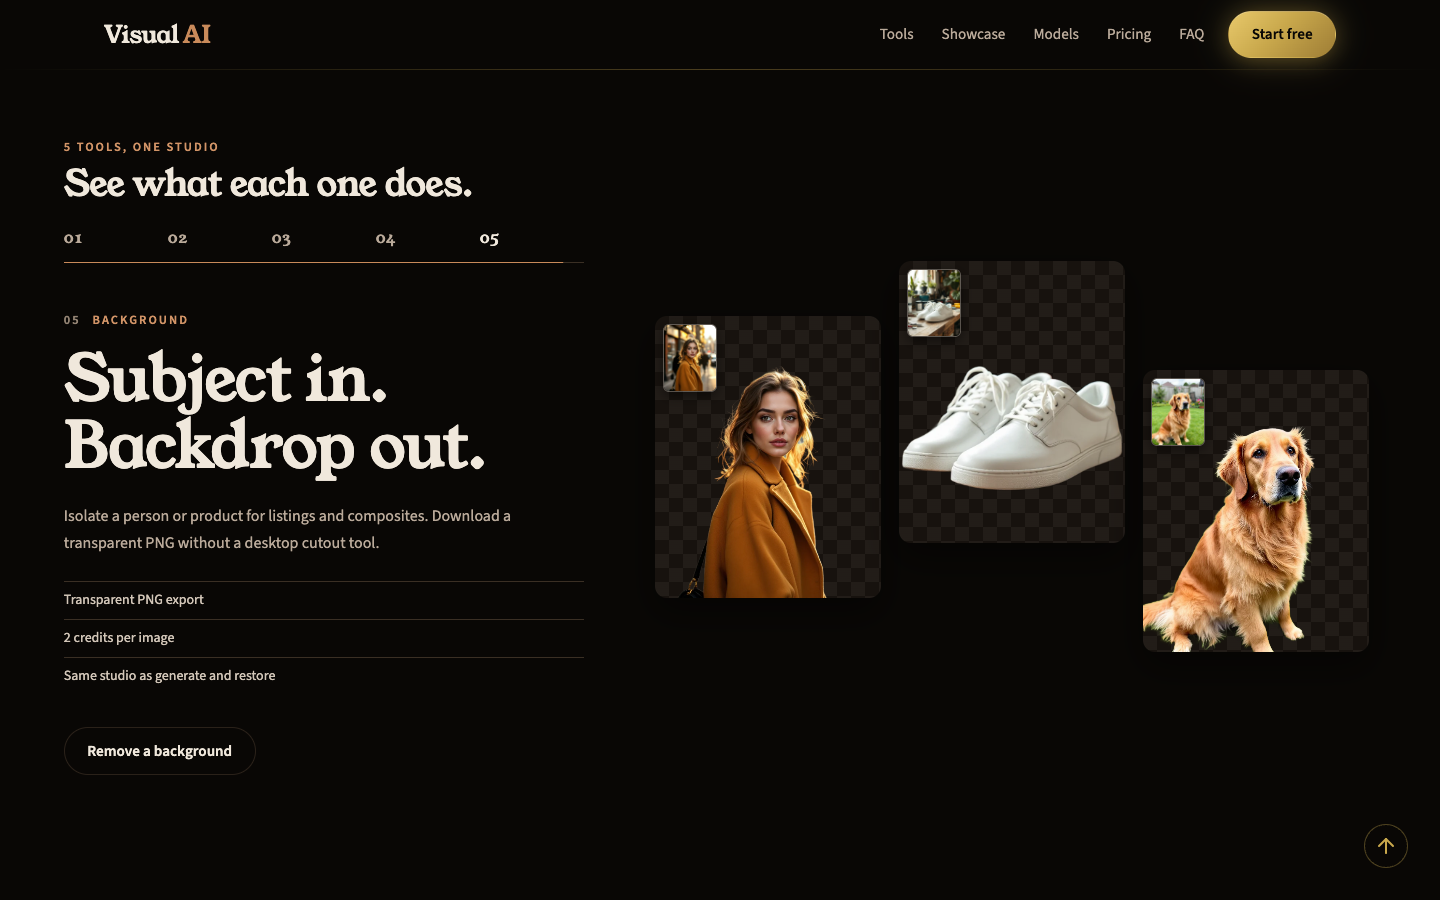 Visual AI
Tools
Showcase
Models
Pricing
FAQ
Start free
5 TOOLS, ONE STUDIO
See what each one does.
01
02
03
04
05
05 BACKGROUND
Subject in.
Backdrop out.
Isolate a person or product for listings and composites. Download a
transparent PNG without a desktop cutout tool.
Transparent PNG export
2 credits per image
Same studio as generate and restore
Remove a background